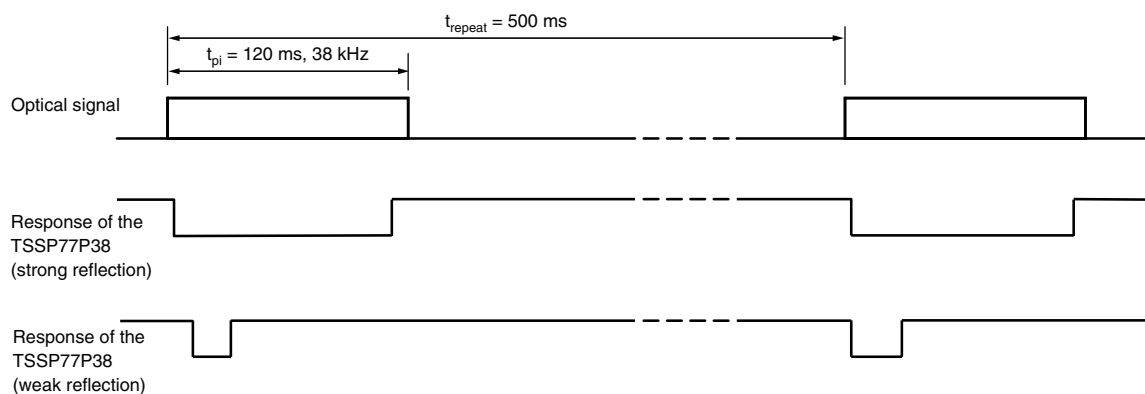 t_repeat = 500 ms
t_pi = 120 ms, 38 kHz
Optical signal
Response of the
TSSP77P38
(strong reflection)
Response of the
TSSP77P38
(weak reflection)